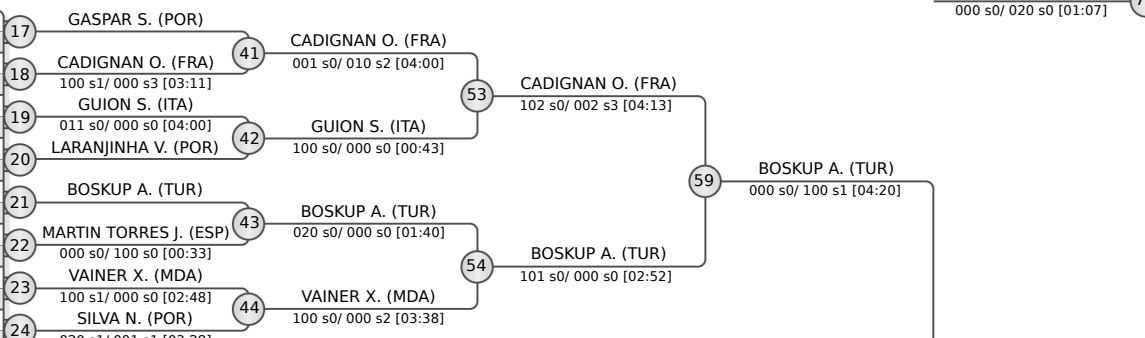 000 s0/ 020 s0 [01:07]
17
GASPAR S. (POR)
18
CADIGNAN O. (FRA)
100 s1/ 000 s3 [03:11]
41
CADIGNAN O. (FRA)
001 s0/ 010 s2 [04:00]
19
GUION S. (ITA)
011 s0/ 000 s0 [04:00]
20
LARANJINHA V. (POR)
42
GUION S. (ITA)
100 s0/ 000 s0 [00:43]
53
CADIGNAN O. (FRA)
102 s0/ 002 s3 [04:13]
21
BOSKUP A. (TUR)
22
MARTIN TORRES J. (ESP)
000 s0/ 100 s0 [00:33]
43
BOSKUP A. (TUR)
020 s0/ 000 s0 [01:40]
23
VAINER X. (MDA)
100 s1/ 000 s0 [02:48]
24
SILVA N. (POR)
44
VAINER X. (MDA)
100 s0/ 000 s2 [03:38]
54
BOSKUP A. (TUR)
101 s0/ 000 s0 [02:52]
59
BOSKUP A. (TUR)
000 s0/ 100 s1 [04:20]